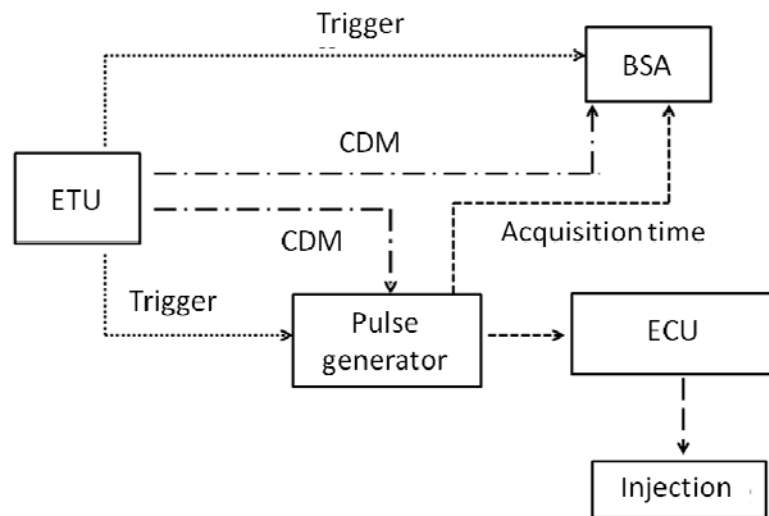 Trigger
BSA
CDM
ETU
Acquisition time
CDM
Trigger
Pulse
generator
ECU
Injection